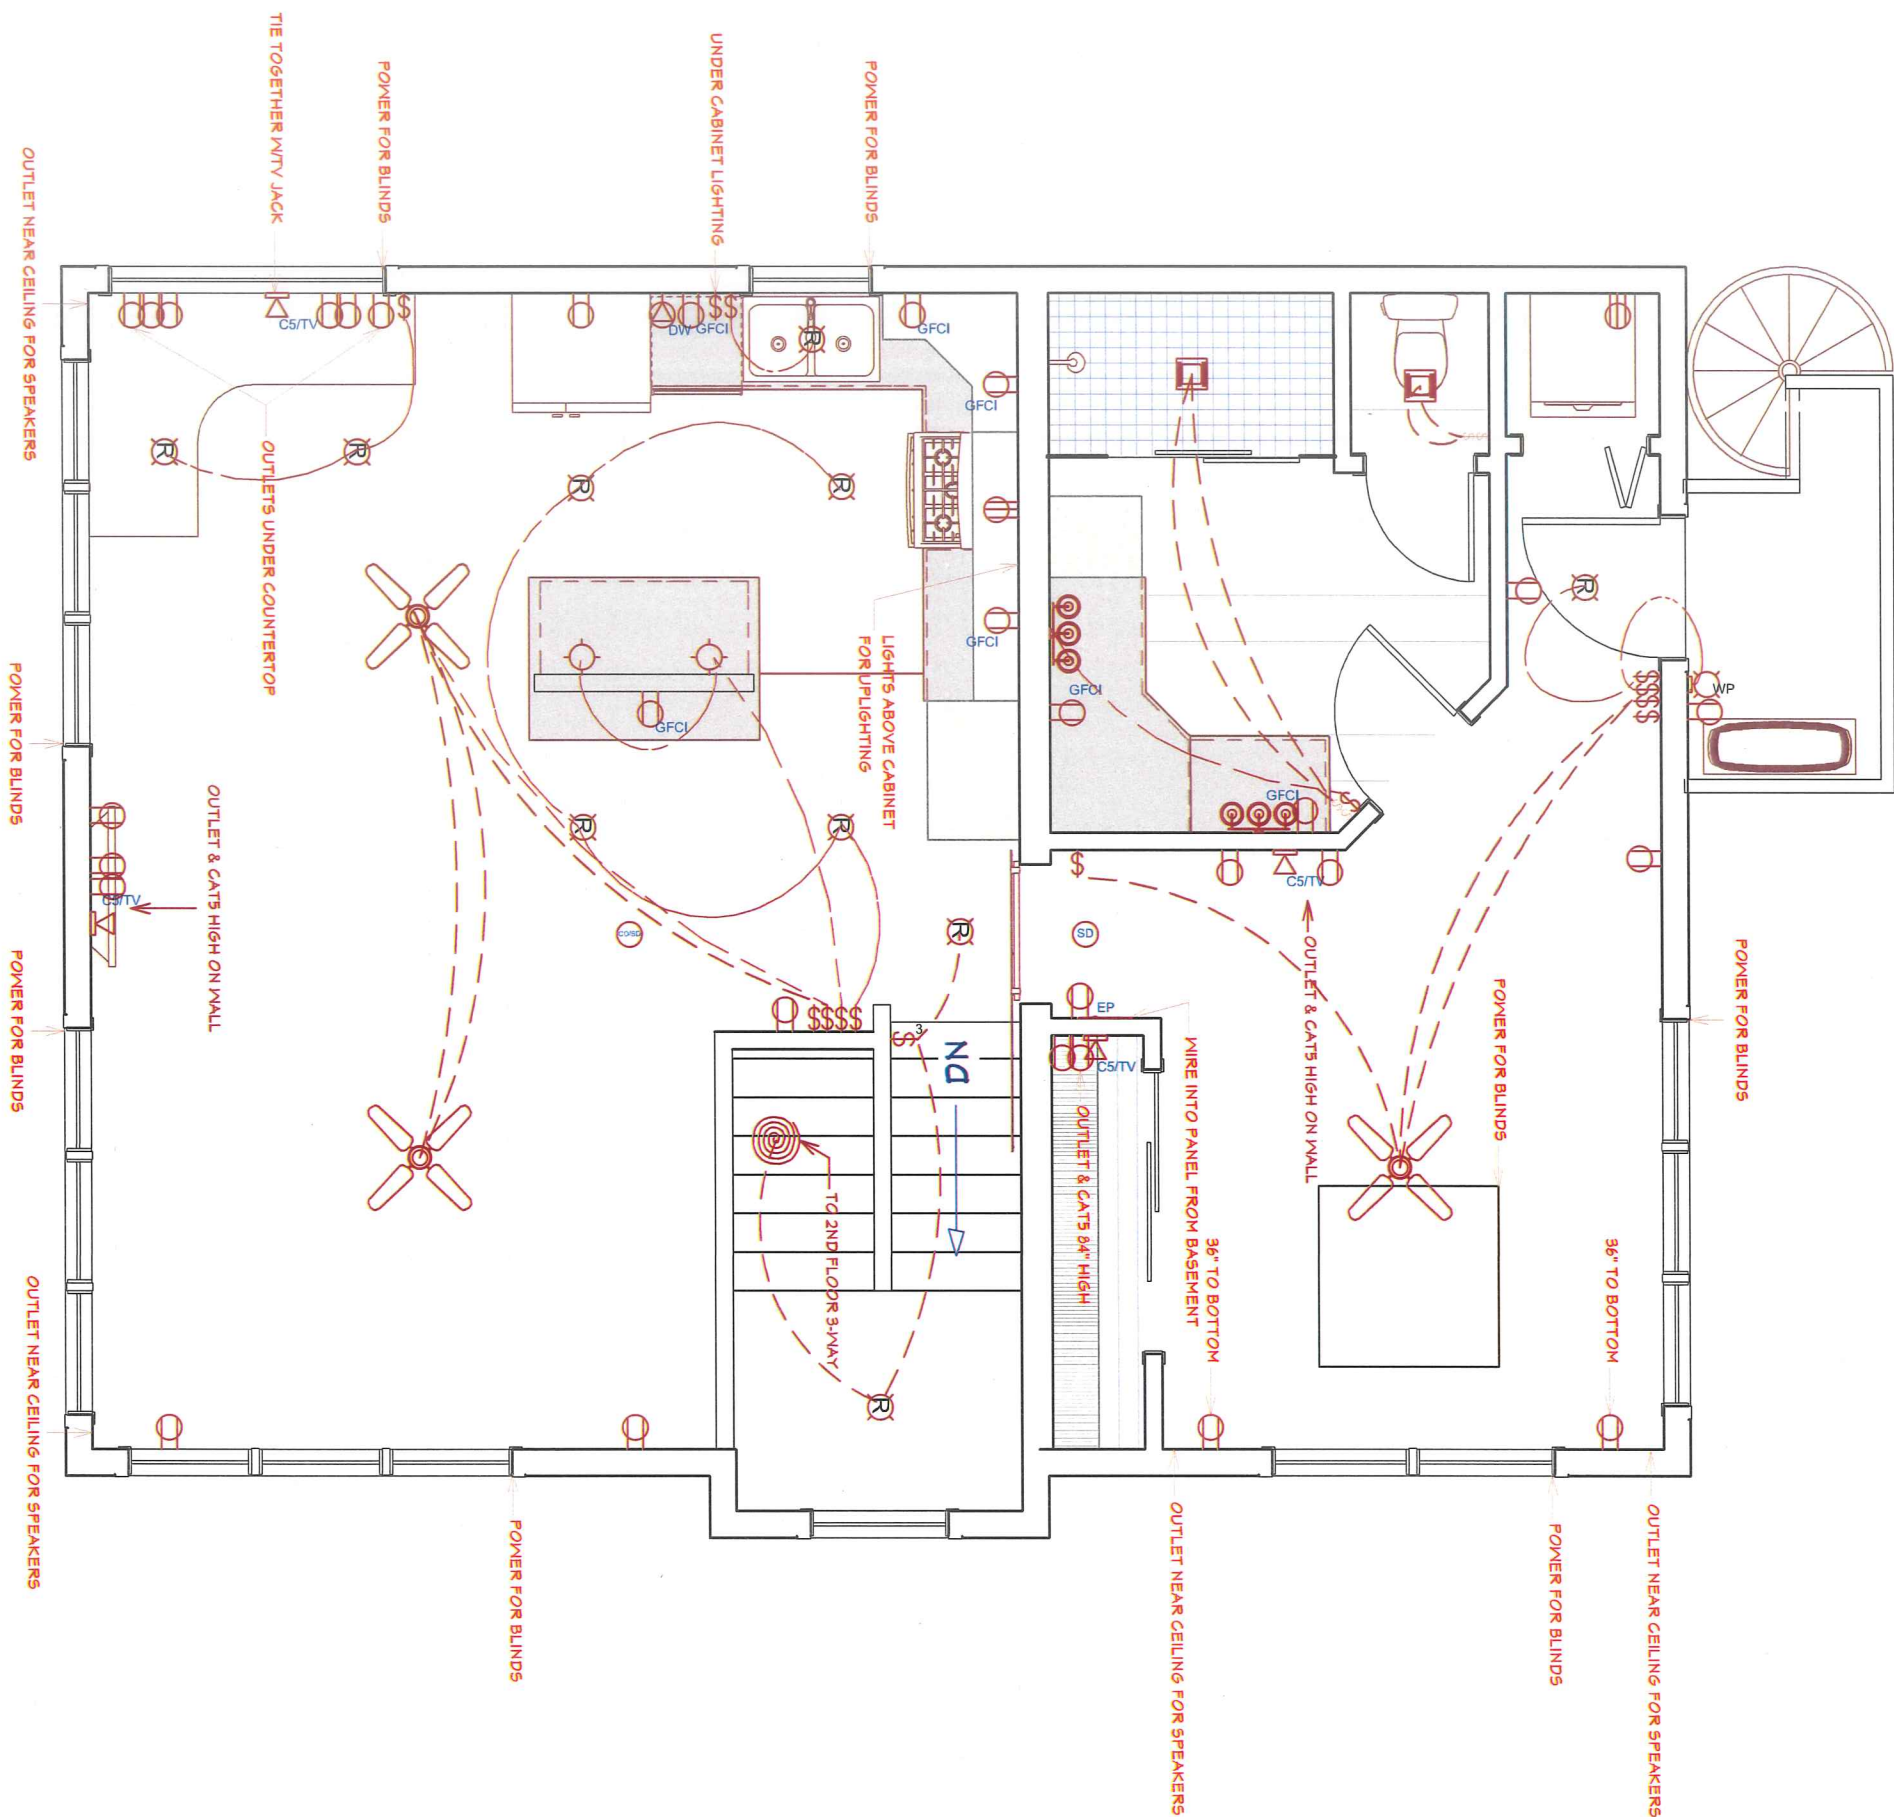 TIE TOGETHER W/TV JACK
POWER FOR BLINDS
UNDER CABINET LIGHTING
POWER FOR BLINDS
OUTLET NEAR CEILING FOR SPEAKERS
C5/TV
$
DW
GFCI
$$
R
GFCI
GFCI
R
R
OUTLETS UNDER COUNTERTOP
R
R
GFCI
LIGHTS ABOVE CABINET
FOR UPLIGHTING
GFCI
GFCI
R
WP
$$$$
POWER FOR BLINDS
OUTLET & CAT5 HIGH ON WALL
C5/TV
R
R
GFCI
$
$
C5/TV
OUTLET & CAT5 HIGH ON WALL
CO/SD
R
SD
POWER FOR BLINDS
POWER FOR BLINDS
POWER FOR BLINDS
$$$$
$
3
DN
EP
C5/TV
WIRE INTO PANEL FROM BASEMENT
OUTLET & CAT5 84" HIGH
TO 2ND FLOOR 3-WAY
36" TO BOTTOM
36" TO BOTTOM
R
OUTLET NEAR CEILING FOR SPEAKERS
POWER FOR BLINDS
OUTLET NEAR CEILING FOR SPEAKERS
POWER FOR BLINDS
OUTLET NEAR CEILING FOR SPEAKERS